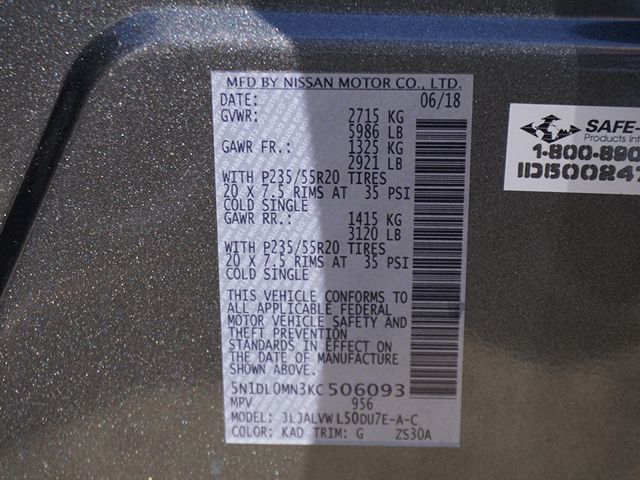 MFD BY NISSAN MOTOR CO., LTD.
DATE: 06/18
GVWR: 2715 KG
5986 LB
GAWR FR.: 1325 KG
2921 LB
WITH P235/55R20 TIRES
20 X 7.5 RIMS AT 35 PSI
COLD SINGLE
GAWR RR.: 1415 KG
3120 LB
WITH P235/55R20 TIRES
20 X 7.5 RIMS AT 35 PSI
COLD SINGLE
THIS VEHICLE CONFORMS TO
ALL APPLICABLE FEDERAL
MOTOR VEHICLE SAFETY AND
THEFT PREVENTION
STANDARDS IN EFFECT ON
THE DATE OF MANUFACTURE
SHOWN ABOVE.
5N1DL0MN3KC506093
MPV 956
MODEL: JLJALVWL50DU7E-A-C
COLOR: KAD TRIM: G ZS30A
SAFE-
Products Int
1-800-890